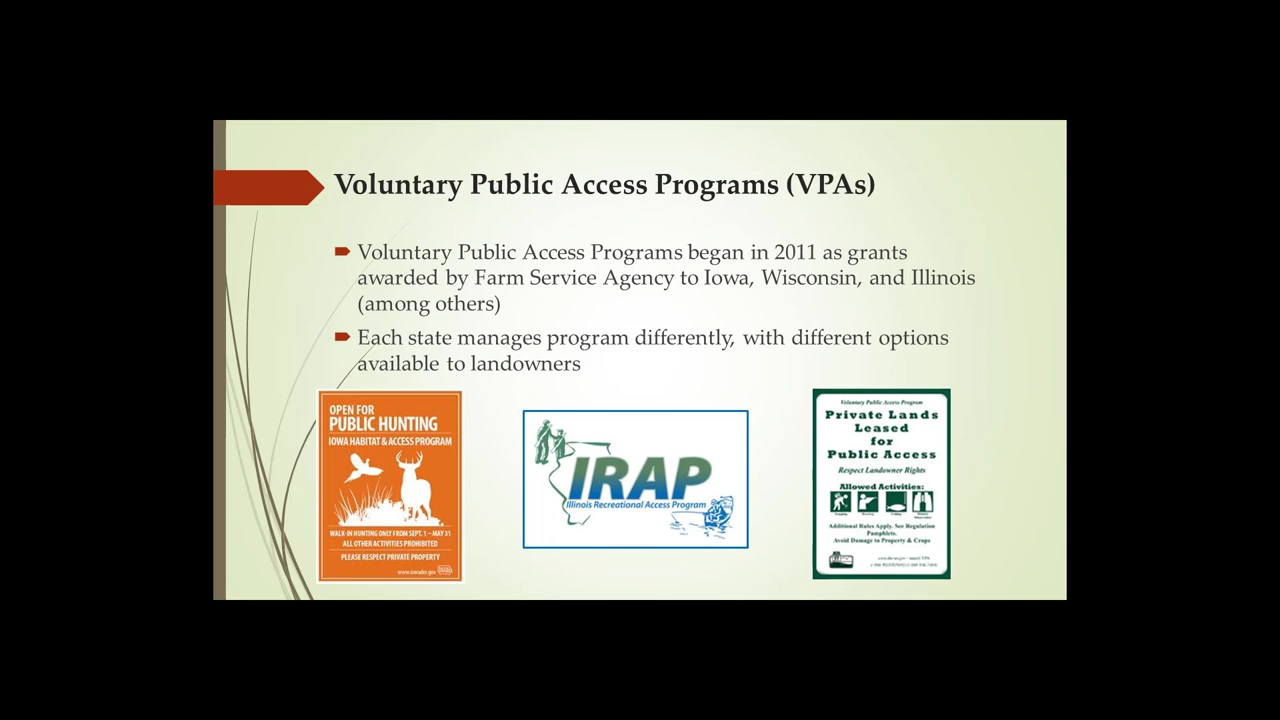 Voluntary Public Access Programs (VPAs)
Voluntary Public Access Programs began in 2011 as grants
awarded by Farm Service Agency to Iowa, Wisconsin, and Illinois
(among others)
Each state manages program differently, with different options
available to landowners
OPEN FOR
PUBLIC HUNTING
IOWA HABITAT & ACCESS PROGRAM
WALK-IN HUNTING ONLY FROM SEPT. 1 – MAY 31
ALL OTHER ACTIVITIES PROHIBITED
PLEASE RESPECT PRIVATE PROPERTY
www.iowadnr.gov
IRAP
Illinois Recreational Access Program
Voluntary Public Access Program
Private Lands
Leased
for
Public Access
Respect Landowner Rights
Allowed Activities:
Additional Rules Apply. See Regulation
Pamphlets.
Avoid Damage to Property & Crops